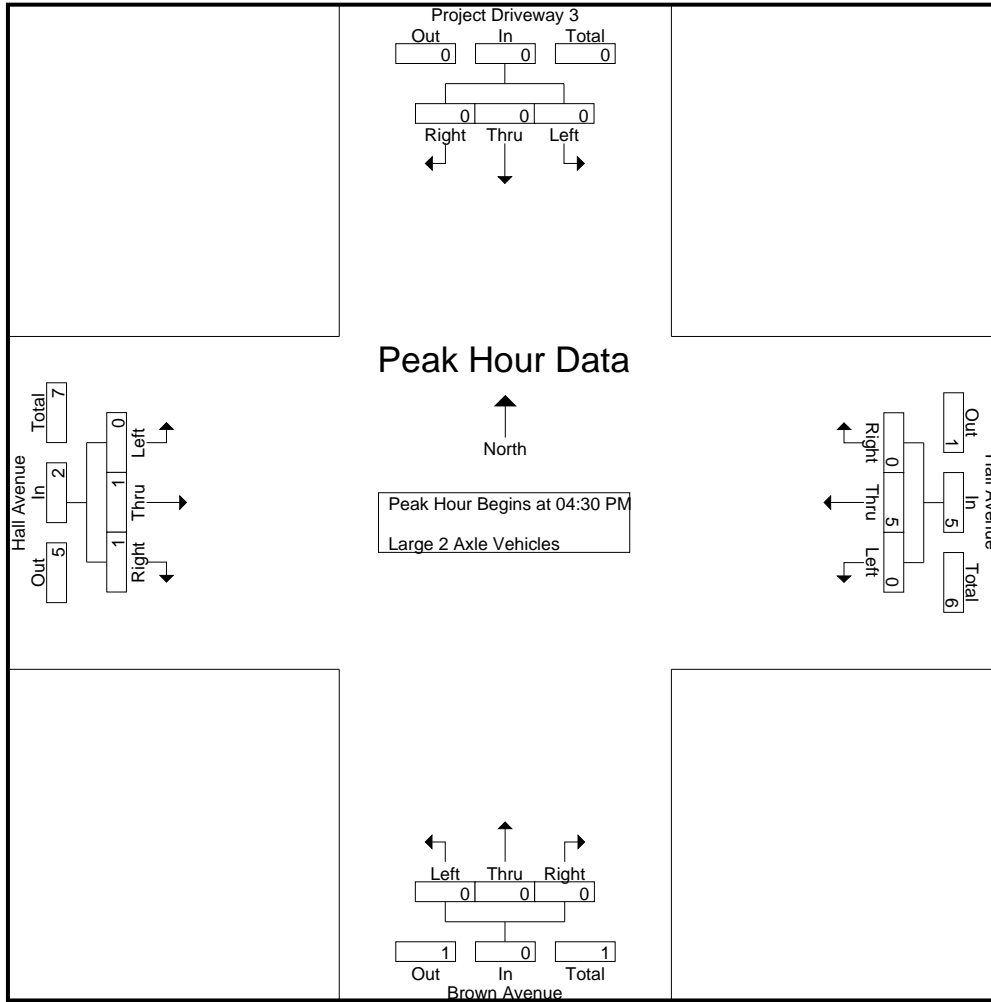 Project Driveway 3
Out In Total
0 0 0
0 0 0
Right Thru Left
Peak Hour Data
North
Peak Hour Begins at 04:30 PM
Large 2 Axle Vehicles
Hall Avenue
Total In Out
7 2 5
0 1 1
Left Thru Right
Right Thru Left
0 5 0
Out In Total
1 5 6
Hall Avenue
Left Thru Right
0 0 0
1 0 1
Out In Total
Brown Avenue